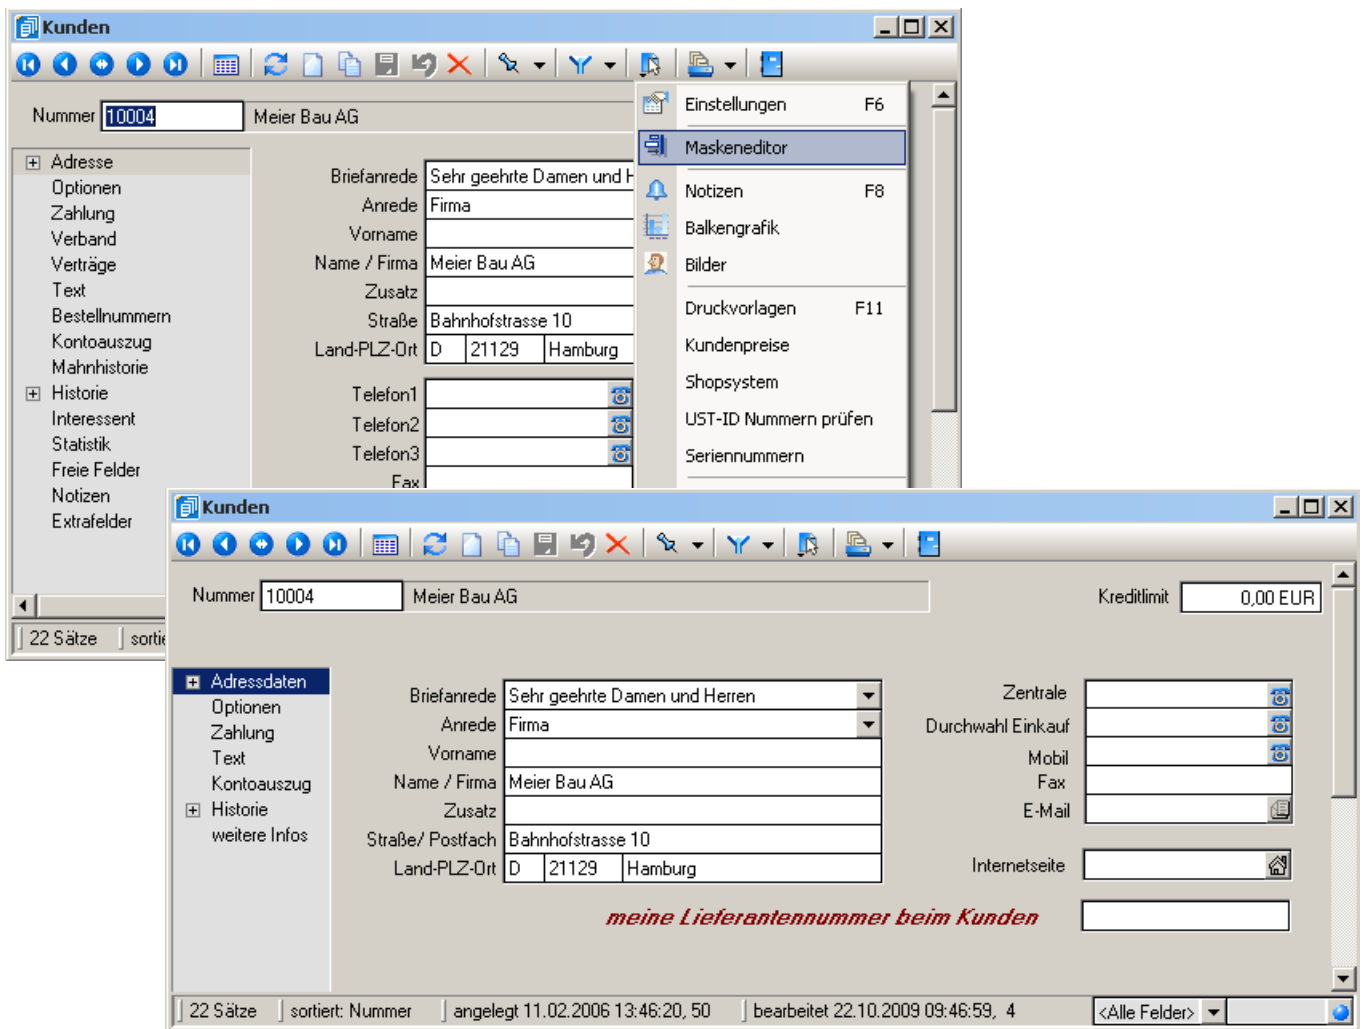 Kunden
Nummer 10004 Meier Bau AG
Adresse
Optionen
Zahlung
Verband
Verträge
Text
Bestellnummern
Kontoauszug
Mahnhistorie
Historie
Interessent
Statistik
Freie Felder
Notizen
Extrafelder
Briefanrede Sehr geehrte Damen und H
Anrede Firma
Vorname
Name / Firma Meier Bau AG
Zusatz
Straße Bahnhofstrasse 10
Land-PLZ-Ort D 21129 Hamburg
Telefon1
Telefon2
Telefon3
Fax
Einstellungen F6
Maskeneditor
Notizen F8
Balkengrafik
Bilder
Druckvorlagen F11
Kundenpreise
Shopsystem
UST-ID Nummern prüfen
Seriennummern
22 Sätze sortie
Kunden
Nummer 10004 Meier Bau AG Kreditlimit 0,00 EUR
Adressdaten
Optionen
Zahlung
Text
Kontoauszug
Historie
weitere Infos
Briefanrede Sehr geehrte Damen und Herren
Anrede Firma
Vorname
Name / Firma Meier Bau AG
Zusatz
Straße/ Postfach Bahnhofstrasse 10
Land-PLZ-Ort D 21129 Hamburg
Zentrale
Durchwahl Einkauf
Mobil
Fax
E-Mail
Internetseite
meine Lieferantennummer beim Kunden
22 Sätze sortiert: Nummer angelegt 11.02.2006 13:46:20, 50 bearbeitet 22.10.2009 09:46:59, 4 <Alle Felder>